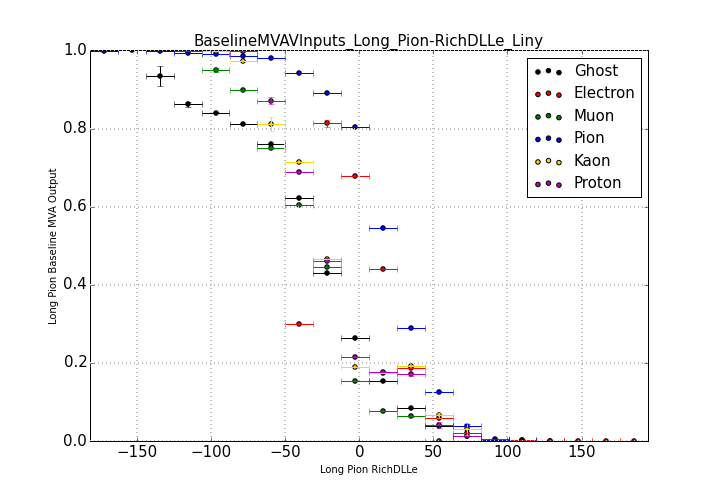 BaselineMVAVInputs_Long_Pion-RichDLLe_Liny
1.0
0.8
0.6
0.4
0.2
0.0
Long Pion Baseline MVA Output
Ghost
Electron
Muon
Pion
Kaon
Proton
−150 −100 −50 0 50 100 150
Long Pion RichDLLe